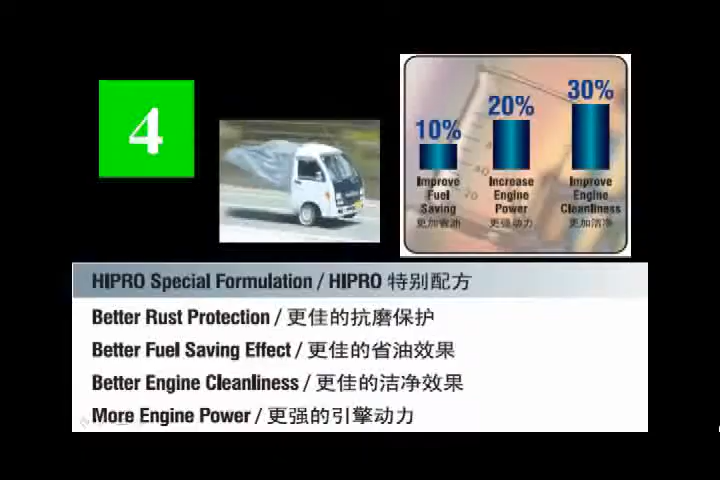 4
10%
20%
30%
Improve Fuel Saving
更加省油
Increase Engine Power
更强动力
Improve Engine Cleanliness
更加洁净
HIPRO Special Formulation / HIPRO 特别配方
Better Rust Protection / 更佳的抗磨保护
Better Fuel Saving Effect / 更佳的省油效果
Better Engine Cleanliness / 更佳的洁净效果
More Engine Power / 更强的引擎动力